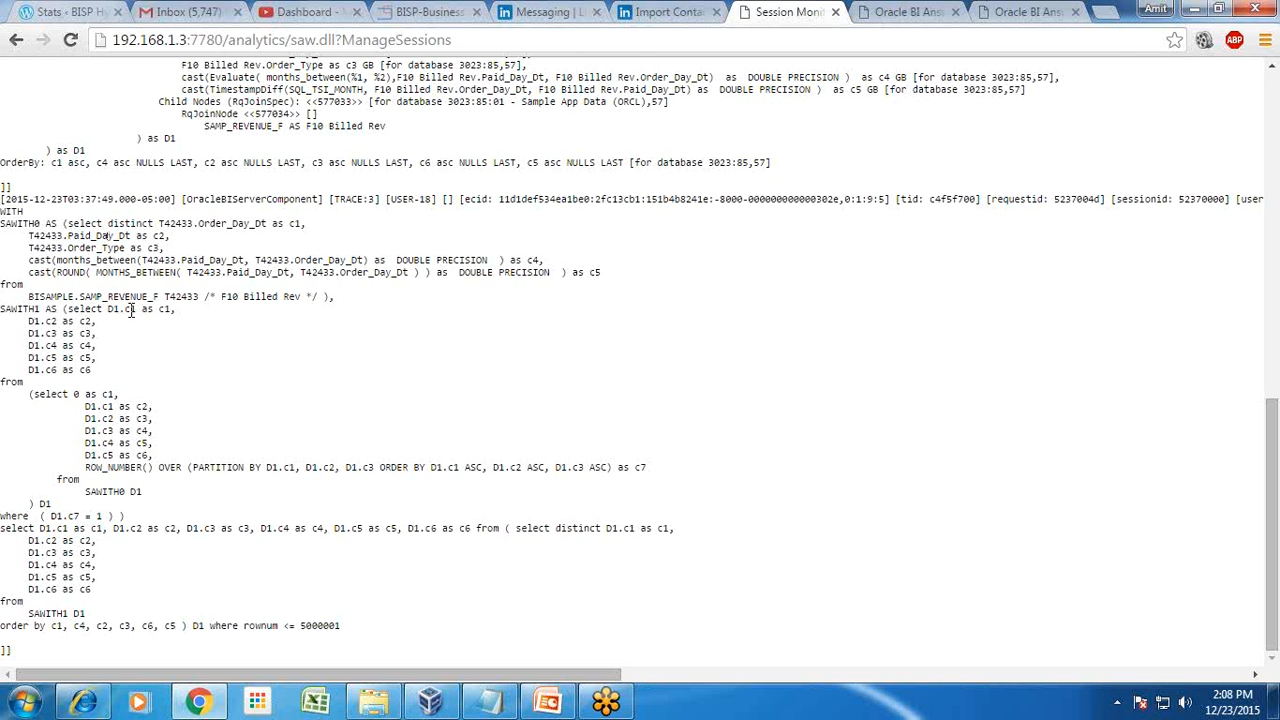 Stats ‹ BISP Hy
Inbox (5,747)
Dashboard -
BISP-Business
Messaging | L
Import Conta
Session Monit
Oracle BI Ans
Oracle BI Ans
Amit
192.168.1.3:7780/analytics/saw.dll?ManageSessions
ABP
F10 Billed Rev.Order_Type as c3 GB [for database 3023:85,57],
cast(Evaluate( months_between(%1, %2),F10 Billed Rev.Paid_Day_Dt, F10 Billed Rev.Order_Day_Dt) as DOUBLE PRECISION ) as c4 GB [for database 3023:85,57],
cast(TimestampDiff(SQL_TSI_MONTH, F10 Billed Rev.Order_Day_Dt, F10 Billed Rev.Paid_Day_Dt) as DOUBLE PRECISION ) as c5 GB [for database 3023:85,57]
Child Nodes (RqJoinSpec): <<577033>> [for database 3023:85:01 - Sample App Data (ORCL),57]
RqJoinNode <<577034>> []
SAMP_REVENUE_F AS F10 Billed Rev
) as D1
) as D1
OrderBy: c1 asc, c4 asc NULLS LAST, c2 asc NULLS LAST, c3 asc NULLS LAST, c6 asc NULLS LAST, c5 asc NULLS LAST [for database 3023:85,57]
]]
[2015-12-23T03:37:49.000-05:00] [OracleBIServerComponent] [TRACE:3] [USER-18] [] [ecid: 11d1def534ea1be0:2fc13cb1:151b4b8241e:-8000-000000000000302e,0:1:9:5] [tid: c4f5f700] [requestid: 5237004d] [sessionid: 52370000] [user
WITH
SAWITH0 AS (select distinct T42433.Order_Day_Dt as c1,
T42433.Paid_Day_Dt as c2,
T42433.Order_Type as c3,
cast(months_between(T42433.Paid_Day_Dt, T42433.Order_Day_Dt) as DOUBLE PRECISION ) as c4,
cast(ROUND( MONTHS_BETWEEN( T42433.Paid_Day_Dt, T42433.Order_Day_Dt ) ) as DOUBLE PRECISION ) as c5
from
BISAMPLE.SAMP_REVENUE_F T42433 /* F10 Billed Rev */ ),
SAWITH1 AS (select D1.c1 as c1,
D1.c2 as c2,
D1.c3 as c3,
D1.c4 as c4,
D1.c5 as c5,
D1.c6 as c6
from
(select 0 as c1,
D1.c1 as c2,
D1.c2 as c3,
D1.c3 as c4,
D1.c4 as c5,
D1.c5 as c6,
ROW_NUMBER() OVER (PARTITION BY D1.c1, D1.c2, D1.c3 ORDER BY D1.c1 ASC, D1.c2 ASC, D1.c3 ASC) as c7
from
SAWITH0 D1
) D1
where ( D1.c7 = 1 ) )
select D1.c1 as c1, D1.c2 as c2, D1.c3 as c3, D1.c4 as c4, D1.c5 as c5, D1.c6 as c6 from ( select distinct D1.c1 as c1,
D1.c2 as c2,
D1.c3 as c3,
D1.c4 as c4,
D1.c5 as c5,
D1.c6 as c6
from
SAWITH1 D1
order by c1, c4, c2, c3, c6, c5 ) D1 where rownum <= 5000001
]]
2:08 PM
12/23/2015